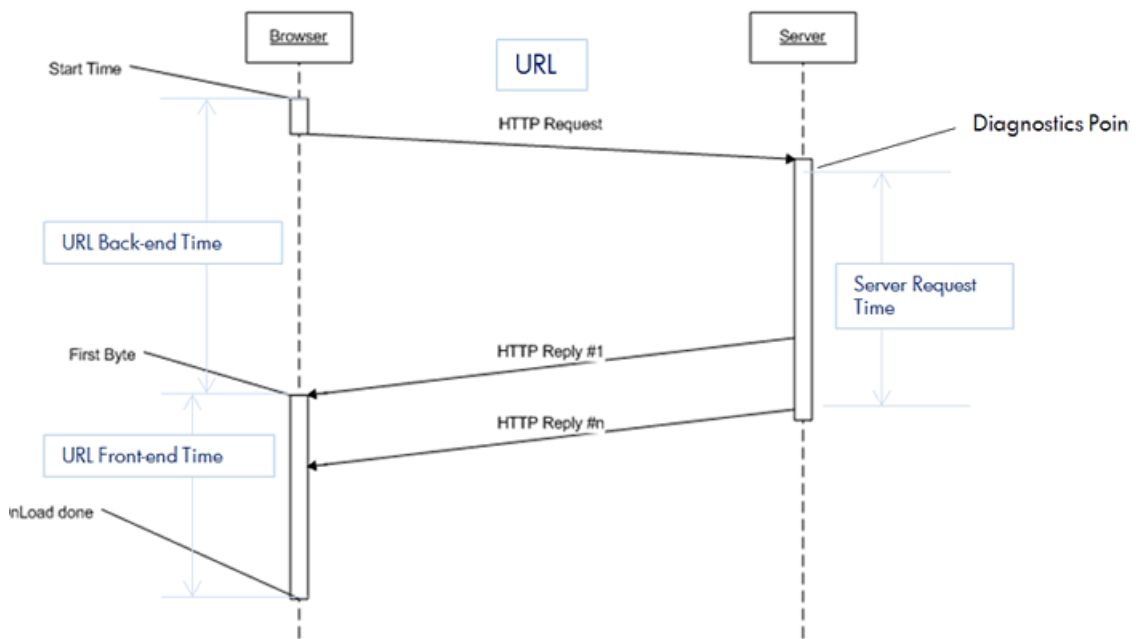 Browser
Server
URL
Start Time
HTTP Request
Diagnostics Poin
URL Back-end Time
Server Request
Time
First Byte
HTTP Reply #1
HTTP Reply #n
URL Front-end Time
nLoad done